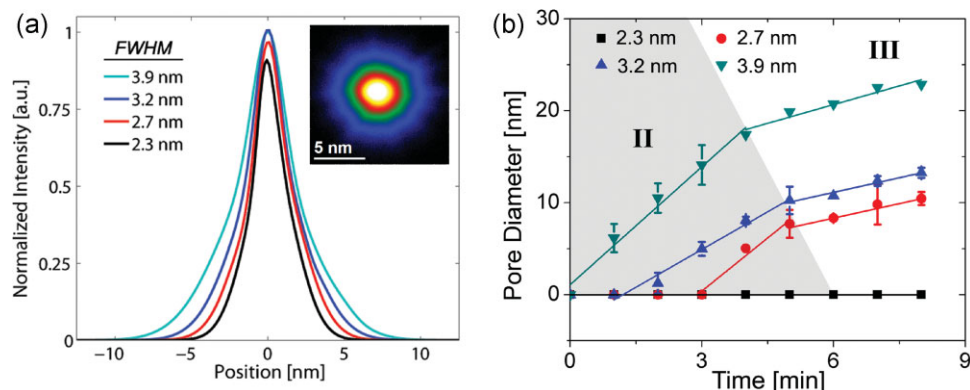 (a)
1
0.75
0.5
0.25
0
Normalized Intensity [a.u.]
FWHM
3.9 nm
3.2 nm
2.7 nm
2.3 nm
5 nm
−10
−5
0
5
10
Position [nm]
(b)
30
20
10
0
Pore Diameter [nm]
2.3 nm
2.7 nm
3.2 nm
3.9 nm
II
III
0
3
6
9
Time [min]